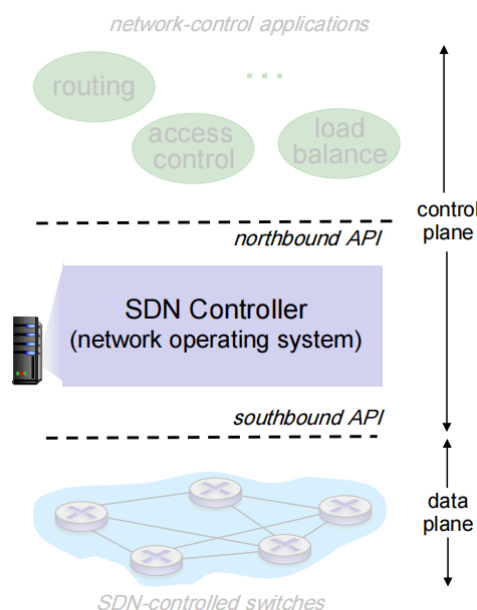 network-control applications
...
routing
access
control
load
balance
control
plane
northbound API
SDN Controller
(network operating system)
southbound API
data
plane
SDN-controlled switches